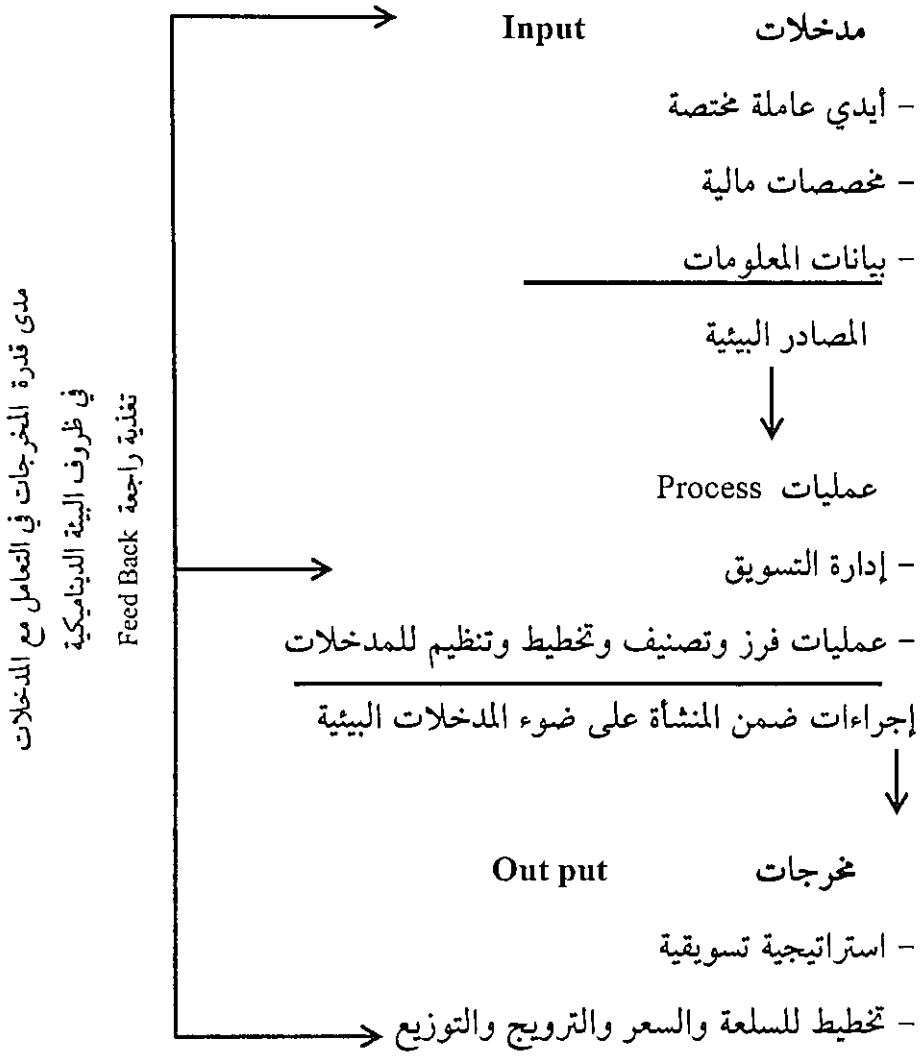 مدخلات Input
– أيدي عاملة مختصة
– مخصصات مالية
– بيانات المعلومات
المصادر البيئية
عمليات Process
– إدارة التسويق
– عمليات فرز وتصنيف وتخطيط وتنظيم للمدخلات
إجراءات ضمن المنشأة على ضوء المدخلات البيئية
مخرجات Out put
– استراتيجية تسويقية
– تخطيط للسلعة والسعر والترويج والتوزيع
مدى قدرة المخرجات في التعامل مع المدخلات
في ظروف البيئة الديناميكية
تغذية راجعة Feed Back